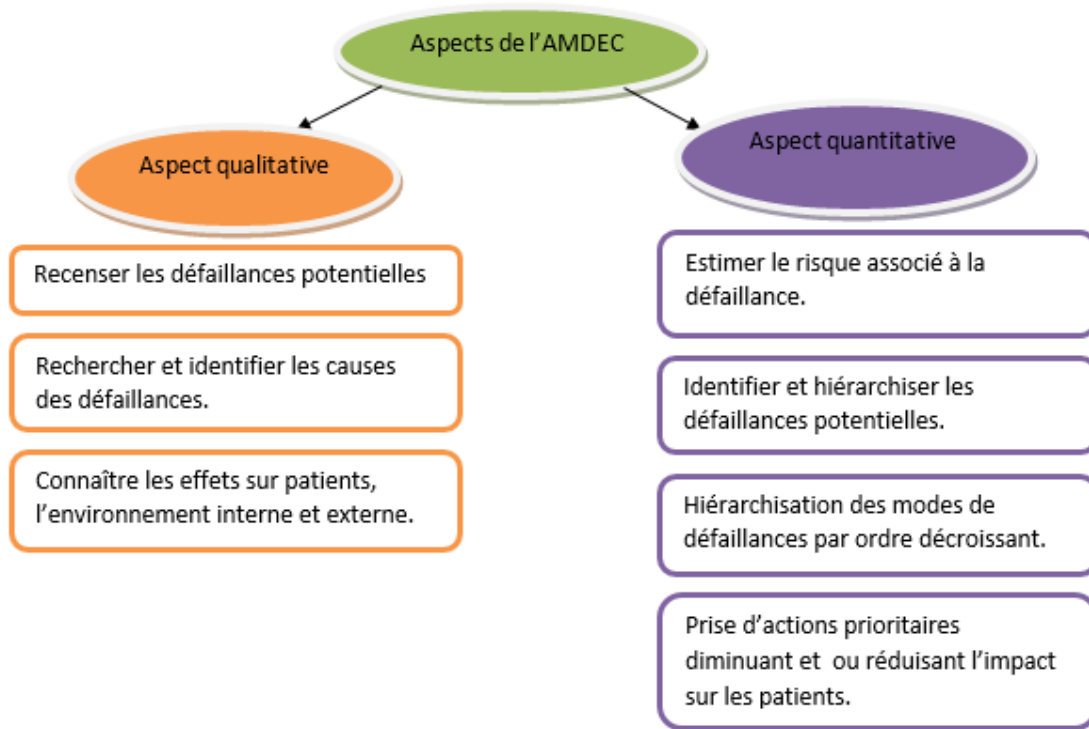 Aspects de l'AMDEC
Aspect qualitative
Recenser les défaillances potentielles
Rechercher et identifier les causes
des défaillances.
Connaître les effets sur patients,
l'environnement interne et externe.
Aspect quantitative
Estimer le risque associé à la
défaillance.
Identifier et hiérarchiser les
défaillances potentielles.
Hiérarchisation des modes de
défaillances par ordre décroissant.
Prise d'actions prioritaires
diminuant et ou réduisant l'impact
sur les patients.